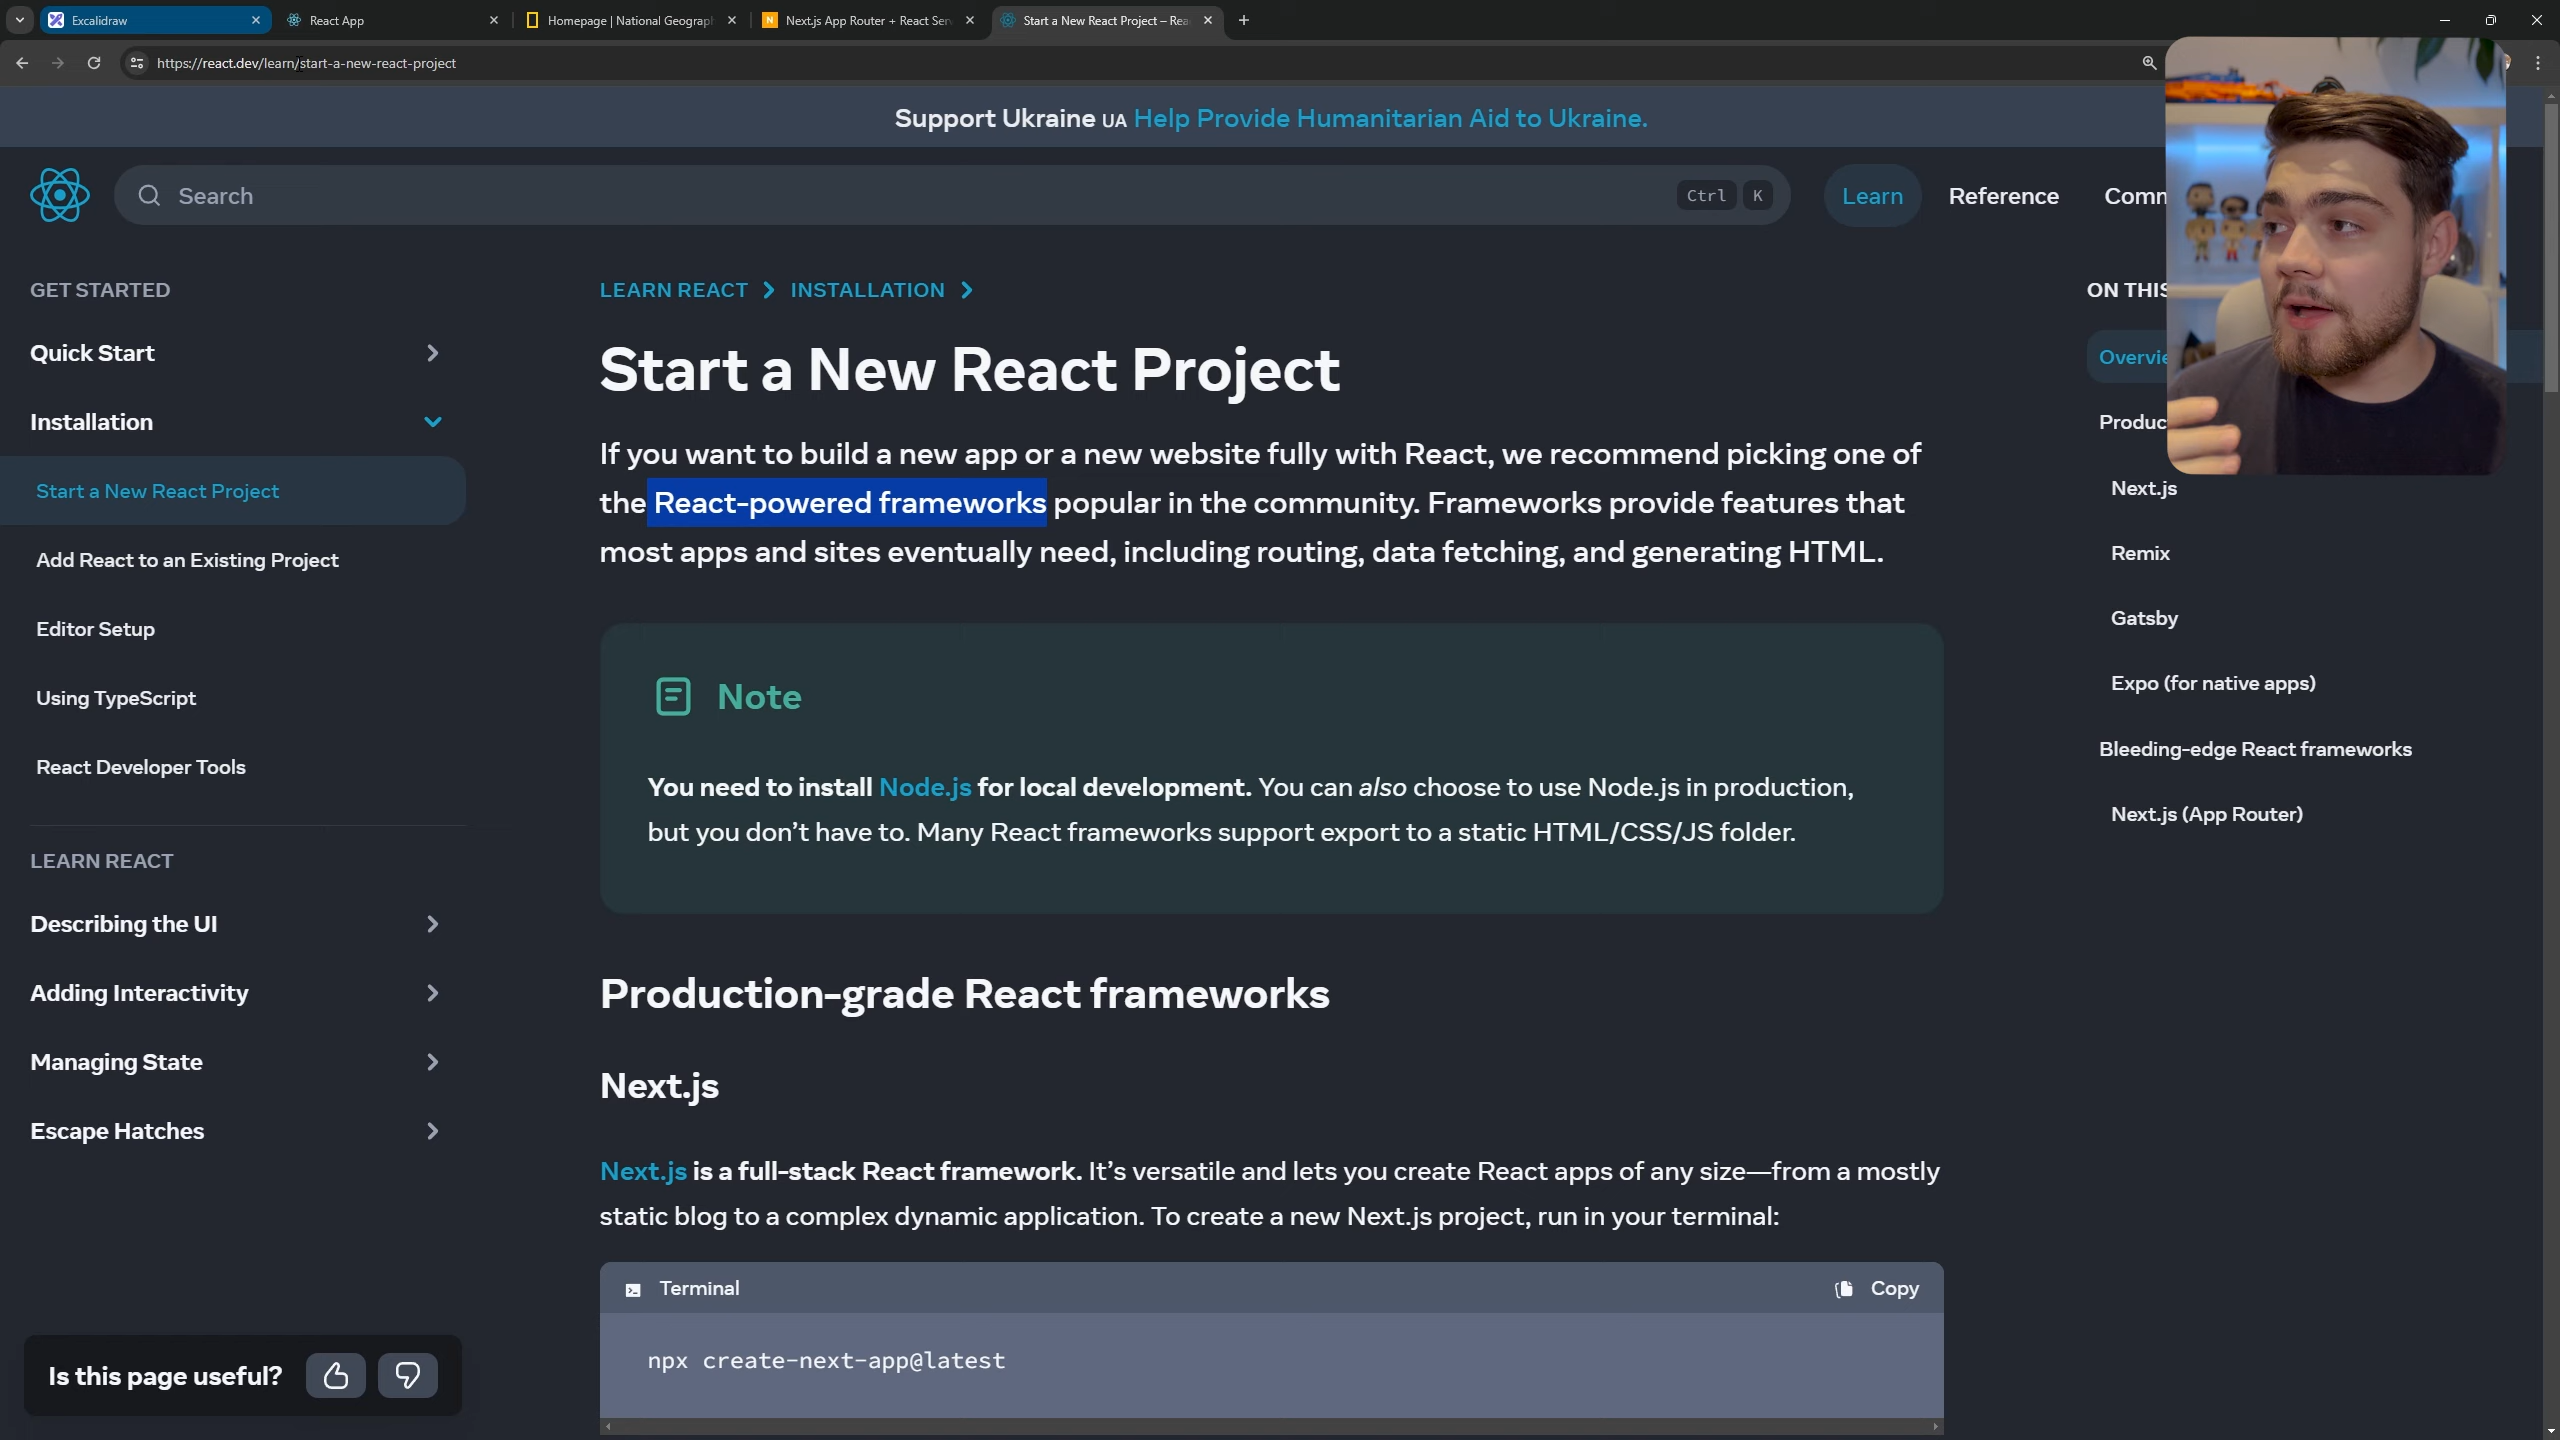 Excalidraw
React App
Homepage | National Geograph
Next.js App Router + React Serv
Start a New React Project – Rea
https://react.dev/learn/start-a-new-react-project
Support Ukraine UA Help Provide Humanitarian Aid to Ukraine.
Search
Ctrl K
Learn
Reference
Comm
GET STARTED
Quick Start
Installation
Start a New React Project
Add React to an Existing Project
Editor Setup
Using TypeScript
React Developer Tools
LEARN REACT
Describing the UI
Adding Interactivity
Managing State
Escape Hatches
Is this page useful?
LEARN REACT INSTALLATION
Start a New React Project
If you want to build a new app or a new website fully with React, we recommend picking one of
the React-powered frameworks popular in the community. Frameworks provide features that
most apps and sites eventually need, including routing, data fetching, and generating HTML.
Note
You need to install Node.js for local development. You can also choose to use Node.js in production,
but you don’t have to. Many React frameworks support export to a static HTML/CSS/JS folder.
Production-grade React frameworks
Next.js
Next.js is a full-stack React framework. It’s versatile and lets you create React apps of any size—from a mostly
static blog to a complex dynamic application. To create a new Next.js project, run in your terminal:
Terminal
Copy
npx create-next-app@latest
ON THIS
Overvie
Produc
Next.js
Remix
Gatsby
Expo (for native apps)
Bleeding-edge React frameworks
Next.js (App Router)